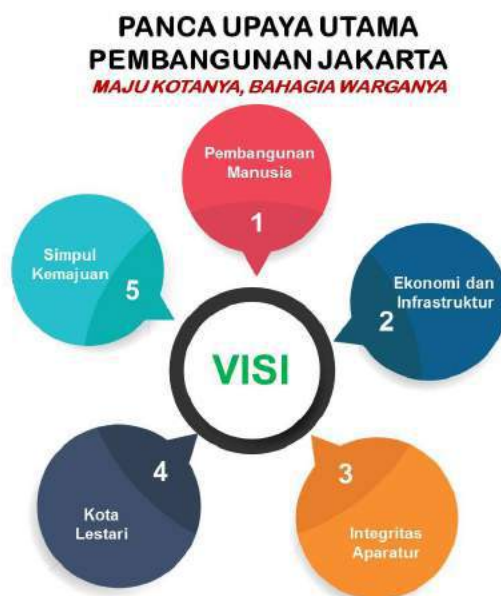 PANCA UPAYA UTAMA
PEMBANGUNAN JAKARTA
MAJU KOTANYA, BAHAGIA WARGANYA
Pembangunan
Manusia
1
Ekonomi dan
Infrastruktur
2
3
Integritas
Aparatur
4
Kota
Lestari
Simpul
Kemajuan
5
VISI